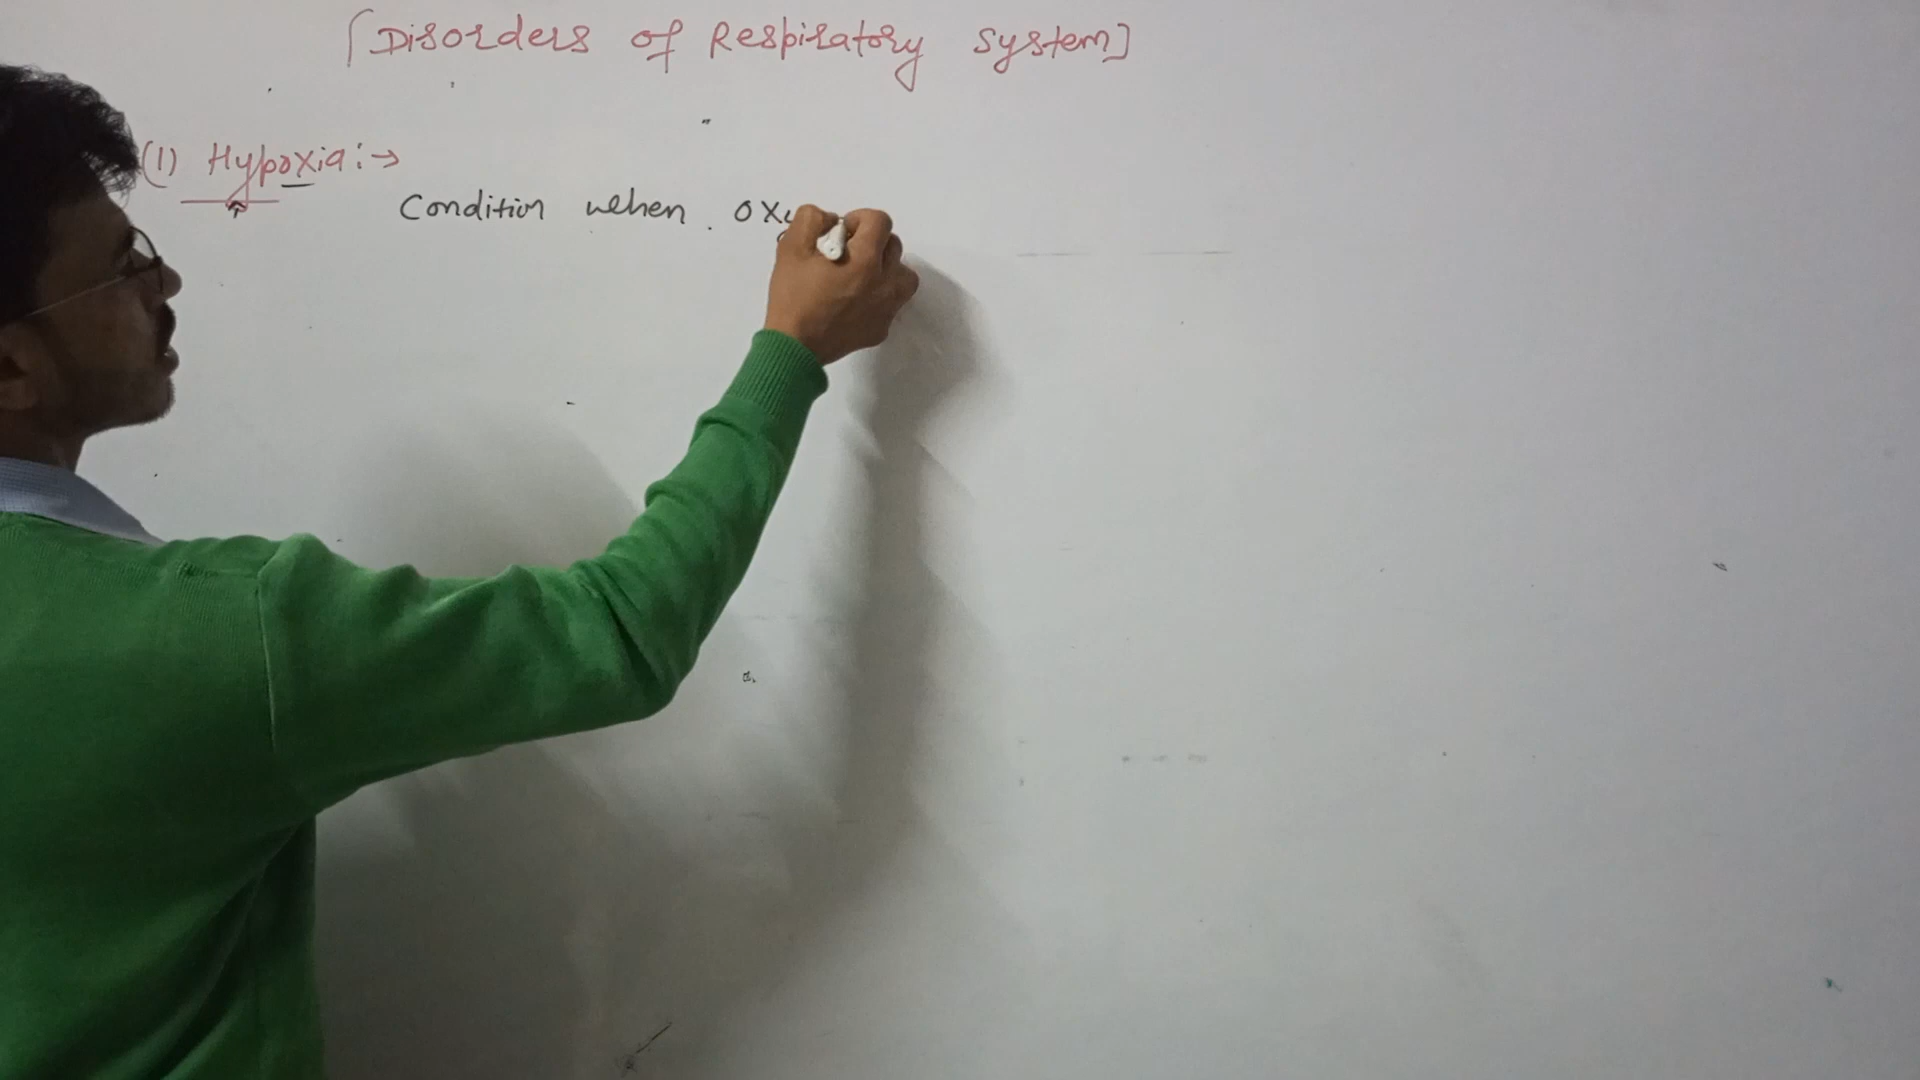 [Disorders of Respiratory System]
(1) Hypoxia:→
Condition when oxy